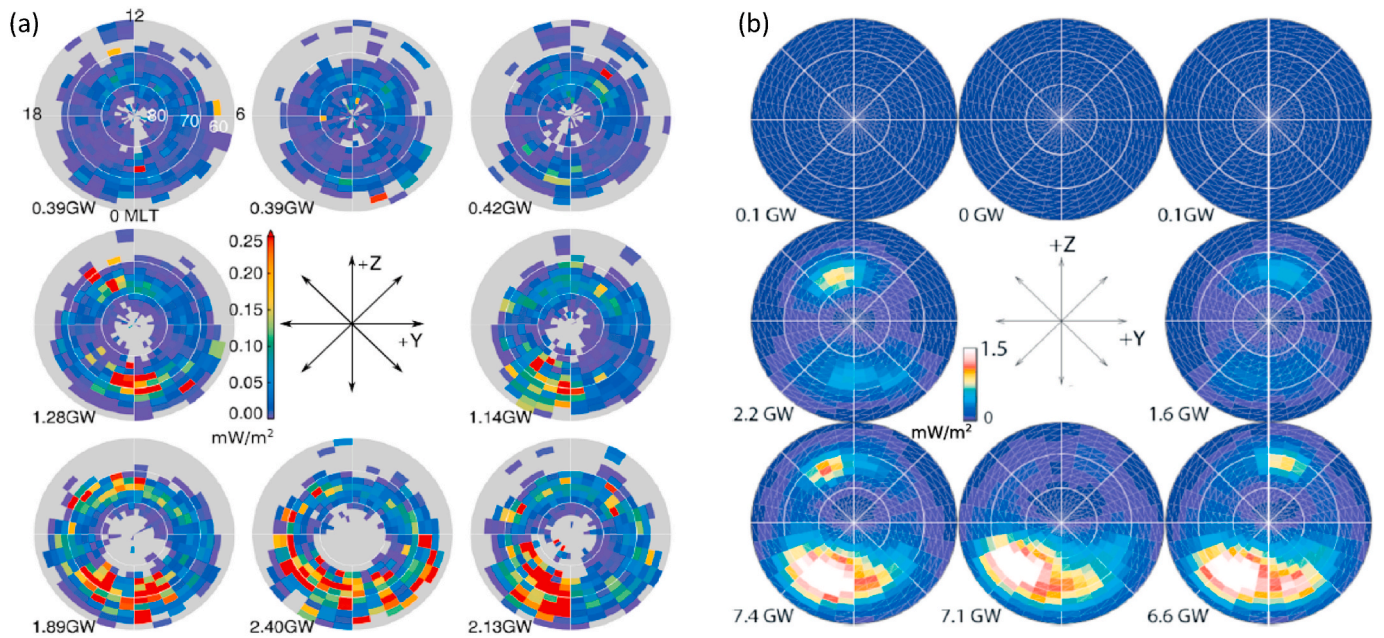 (a)
12
18
80
70
60
6
0.39GW
0 MLT
0.39GW
0.42GW
0.25
0.20
0.15
0.10
0.05
0.00
mW/m²
+Z
+Y
1.28GW
1.14GW
1.89GW
2.40GW
2.13GW
(b)
0.1 GW
0 GW
0.1GW
+Z
+Y
1.5
0
mW/m²
2.2 GW
1.6 GW
7.4 GW
7.1 GW
6.6 GW